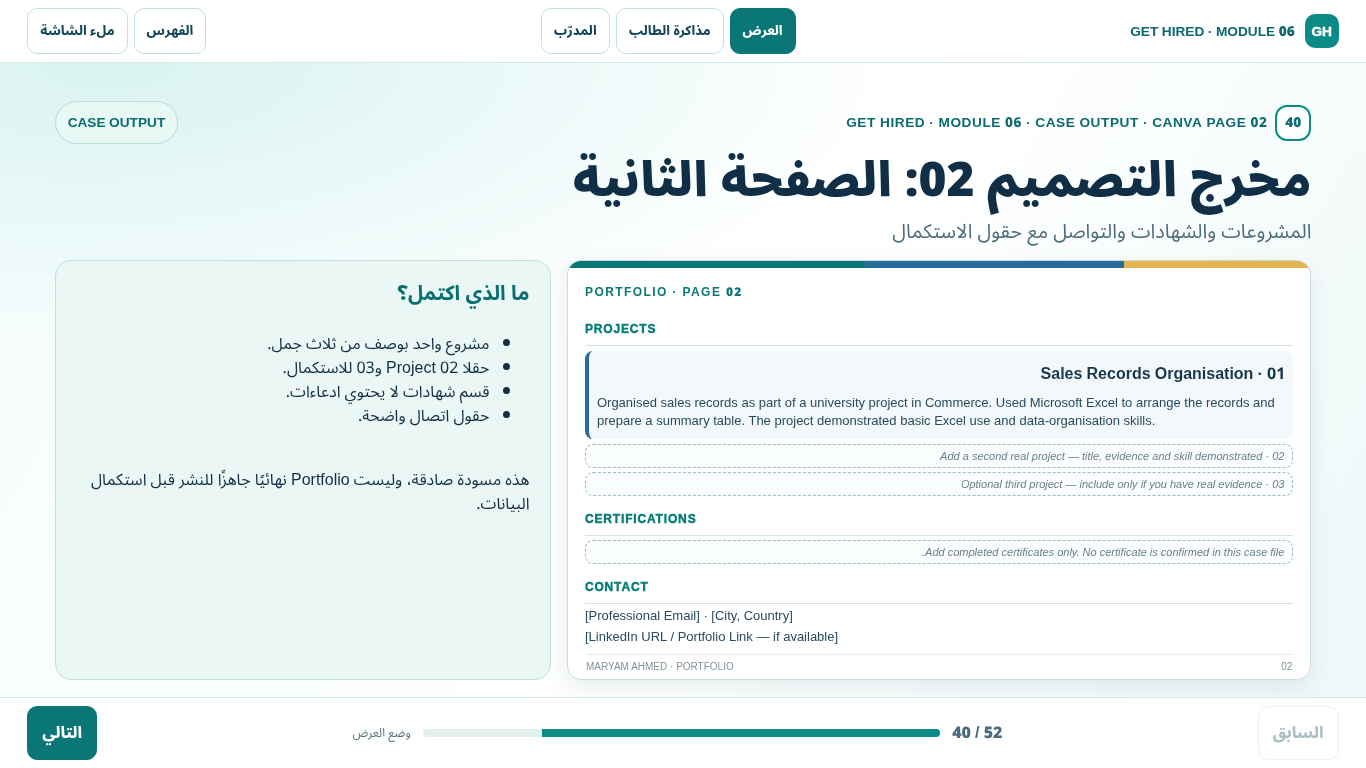 GH
GET HIRED · MODULE 06
العرض
مذاكرة الطالب
المدرّب
الفهرس
ملء الشاشة
40
GET HIRED · MODULE 06 · CASE OUTPUT · CANVA PAGE 02
CASE OUTPUT
مخرج التصميم 02: الصفحة الثانية
المشروعات والشهادات والتواصل مع حقول الاستكمال
PORTFOLIO · PAGE 02
PROJECTS
01 · Sales Records Organisation
Organised sales records as part of a university project in Commerce. Used Microsoft Excel to arrange the records and
prepare a summary table. The project demonstrated basic Excel use and data-organisation skills.
02 · Add a second real project — title, evidence and skill demonstrated
03 · Optional third project — include only if you have real evidence
CERTIFICATIONS
Add completed certificates only. No certificate is confirmed in this case file.
CONTACT
[Professional Email] · [City, Country]
[LinkedIn URL / Portfolio Link — if available]
MARYAM AHMED · PORTFOLIO
02
ما الذي اكتمل؟
مشروع واحد بوصف من ثلاث جمل.
حقلا Project 02 و03 للاستكمال.
قسم شهادات لا يحتوي ادعاءات.
حقول اتصال واضحة.
هذه مسودة صادقة، وليست Portfolio نهائيًا جاهزًا للنشر قبل استكمال
البيانات.
السابق
40 / 52
وضع العرض
التالي